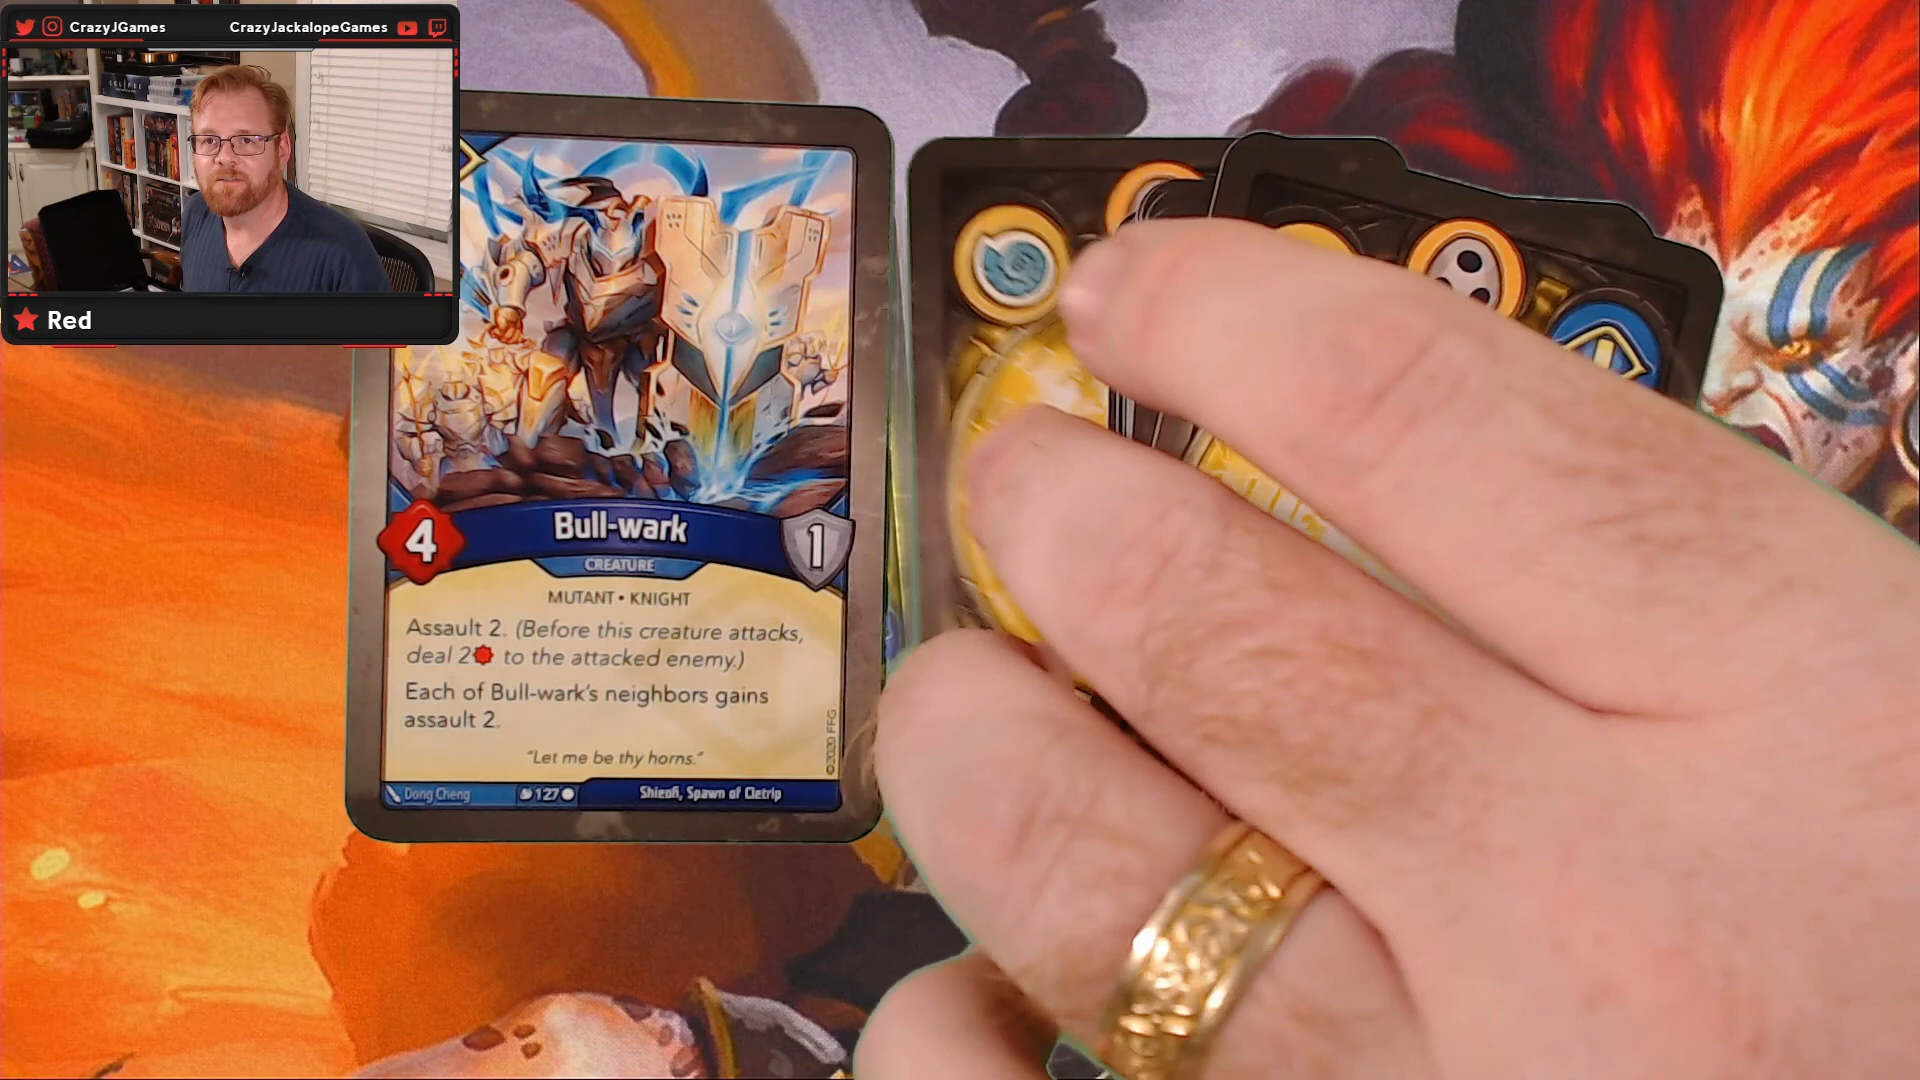 CrazyJGames
CrazyJackalopeGames
Red
4
Bull-wark
1
CREATURE
MUTANT • KNIGHT
Assault 2. (Before this creature attacks,
deal 2 to the attacked enemy.)
Each of Bull-wark's neighbors gains
assault 2.
"Let me be thy horns."
©2020 FFG
Dong Cheng
127
Shieofi, Spawn of Cletrip